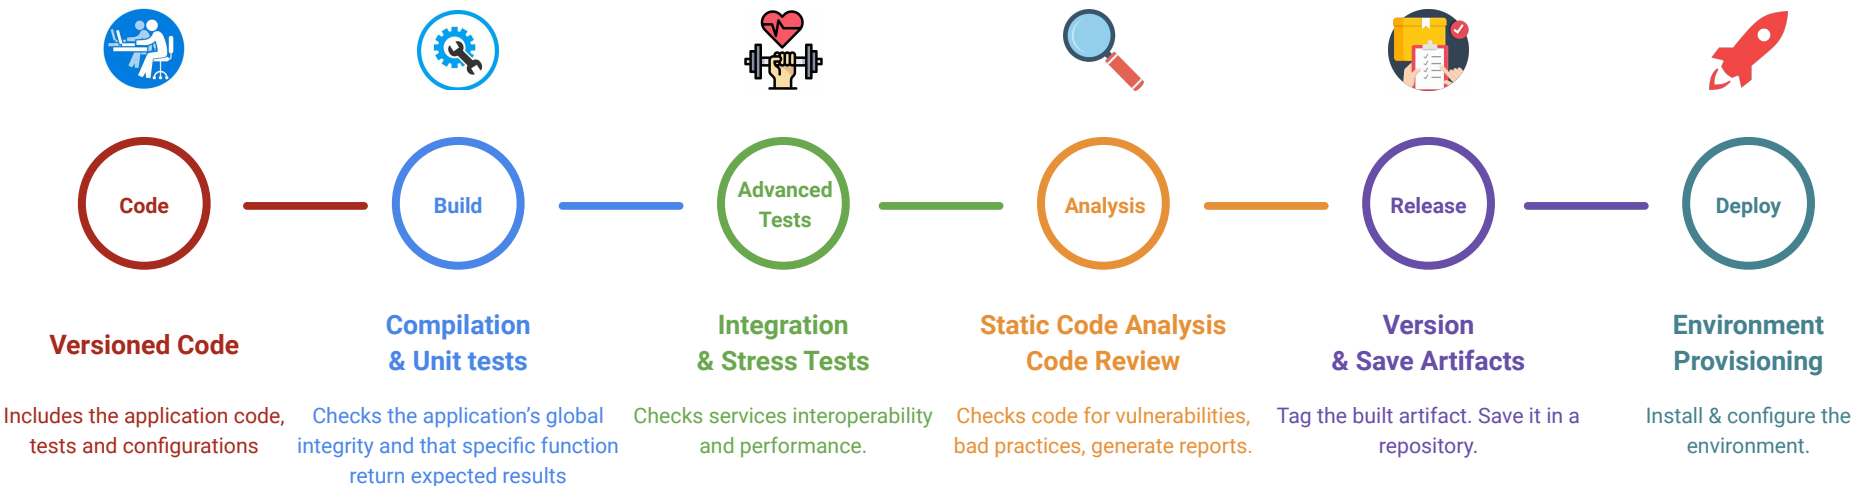 Code
Build
Advanced
Tests
Analysis
Release
Deploy
Versioned Code
Compilation
& Unit tests
Integration
& Stress Tests
Static Code Analysis
Code Review
Version
& Save Artifacts
Environment
Provisioning
Includes the application code,
tests and configurations
Checks the application's global
integrity and that specific function
return expected results
Checks services interoperability
and performance.
Checks code for vulnerabilities,
bad practices, generate reports.
Tag the built artifact. Save it in a
repository.
Install & configure the
environment.